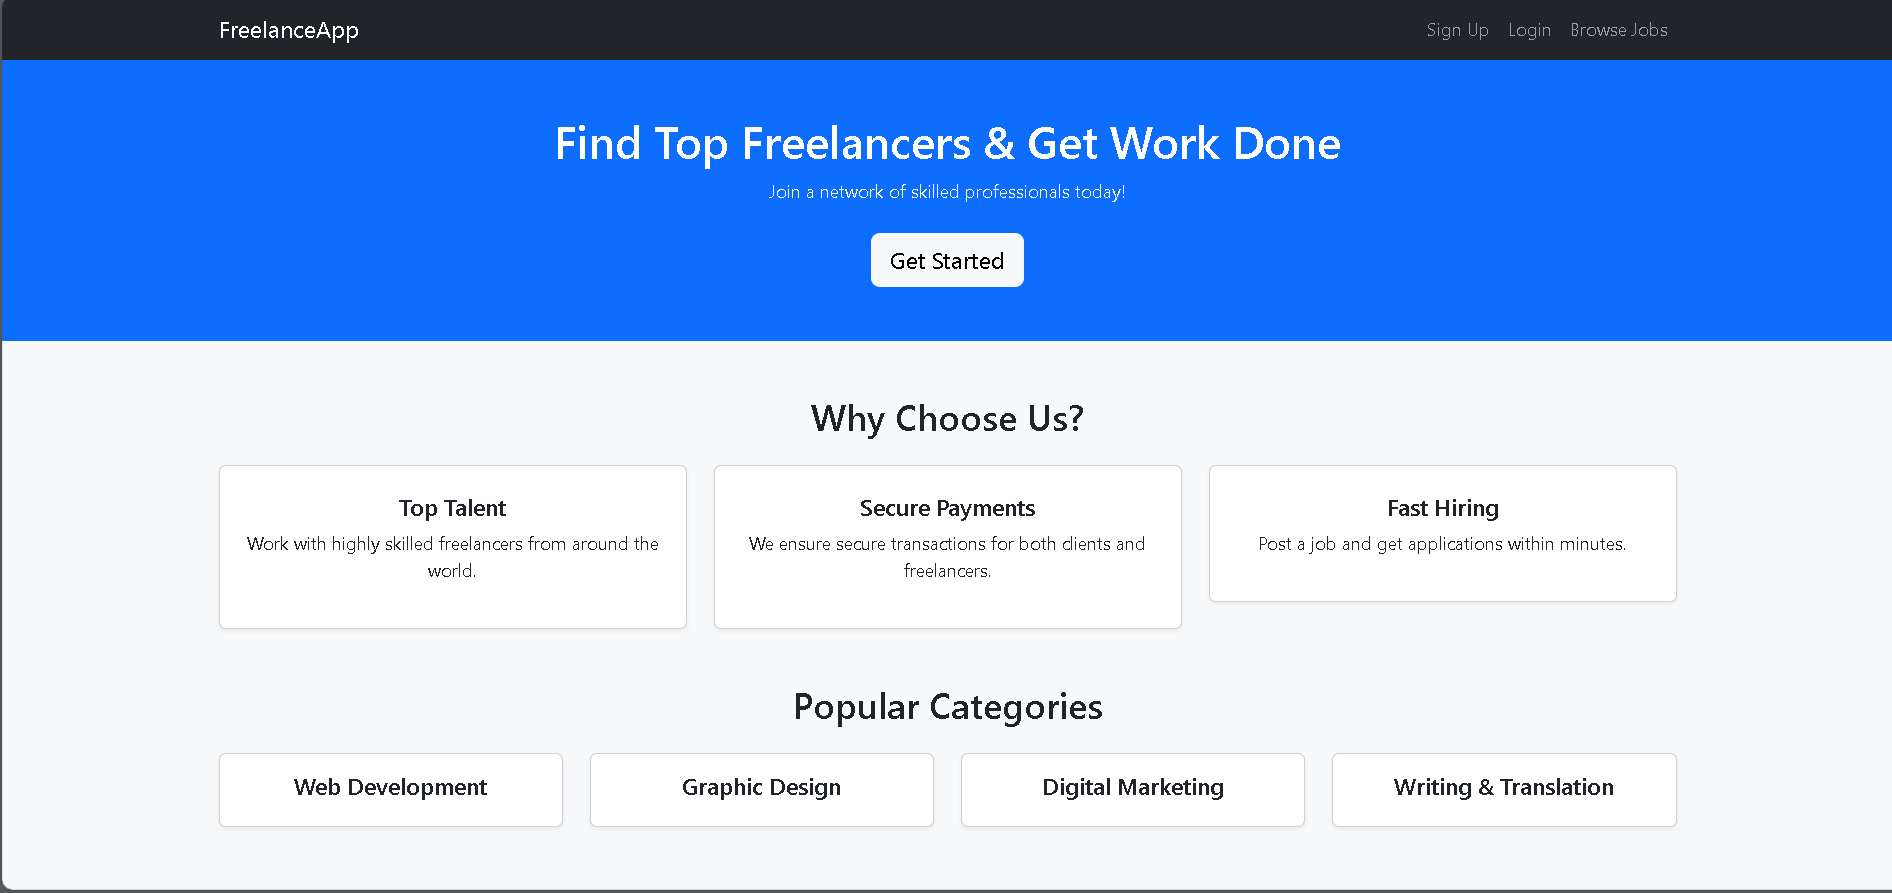 FreelanceApp
Sign Up Login Browse Jobs
Find Top Freelancers & Get Work Done
Join a network of skilled professionals today!
Get Started
Why Choose Us?
Top Talent
Work with highly skilled freelancers from around the
world.
Secure Payments
We ensure secure transactions for both clients and
freelancers.
Fast Hiring
Post a job and get applications within minutes.
Popular Categories
Web Development
Graphic Design
Digital Marketing
Writing & Translation